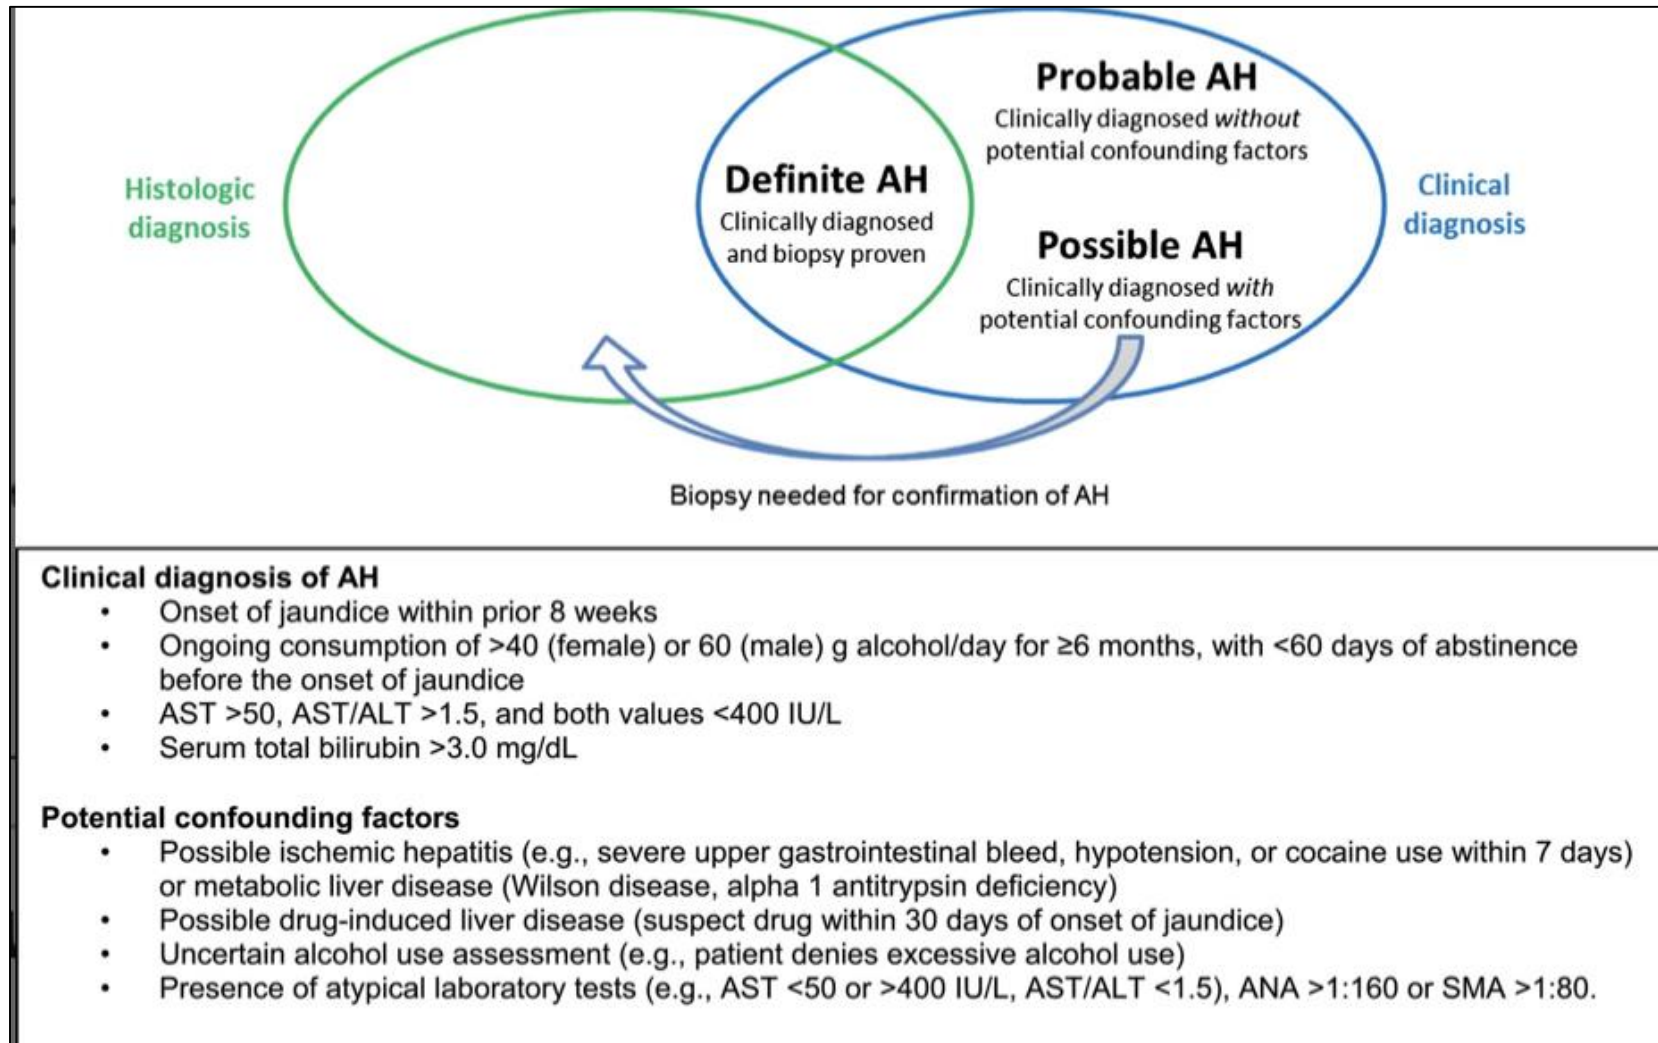 Probable AH
Clinically diagnosed without
potential confounding factors
Histologic
diagnosis
Definite AH
Clinically diagnosed
and biopsy proven
Clinical
diagnosis
Possible AH
Clinically diagnosed with
potential confounding factors
Biopsy needed for confirmation of AH
Clinical diagnosis of AH
• Onset of jaundice within prior 8 weeks
• Ongoing consumption of >40 (female) or 60 (male) g alcohol/day for ≥6 months, with <60 days of abstinence
before the onset of jaundice
• AST >50, AST/ALT >1.5, and both values <400 IU/L
• Serum total bilirubin >3.0 mg/dL
Potential confounding factors
• Possible ischemic hepatitis (e.g., severe upper gastrointestinal bleed, hypotension, or cocaine use within 7 days)
or metabolic liver disease (Wilson disease, alpha 1 antitrypsin deficiency)
• Possible drug-induced liver disease (suspect drug within 30 days of onset of jaundice)
• Uncertain alcohol use assessment (e.g., patient denies excessive alcohol use)
• Presence of atypical laboratory tests (e.g., AST <50 or >400 IU/L, AST/ALT <1.5), ANA >1:160 or SMA >1:80.